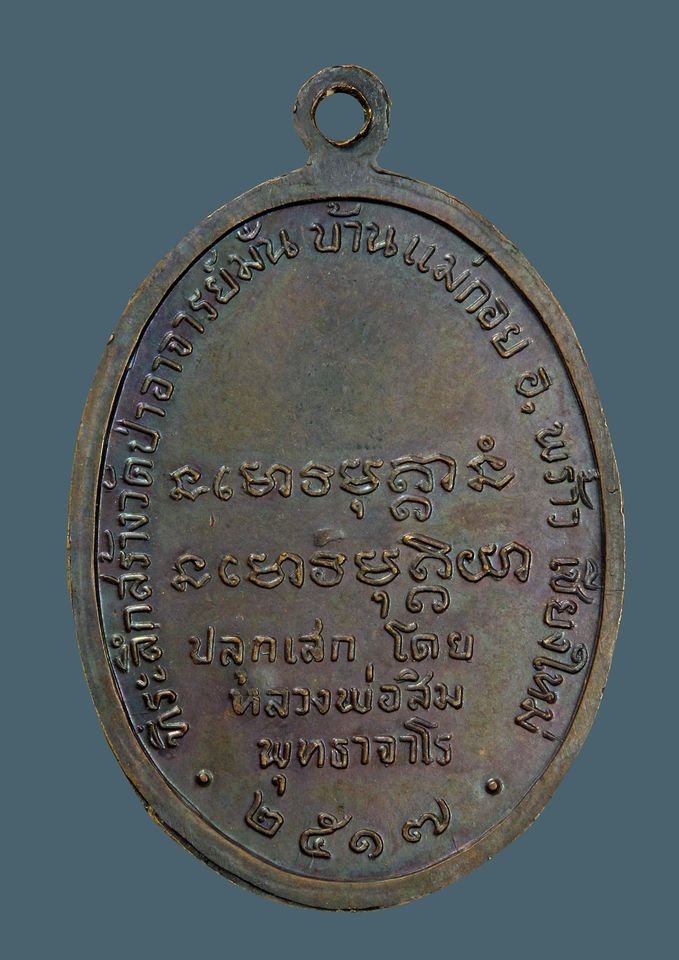 ที่ระลึกสร้างวัดป่าอาจารย์มั่น บ้านแม่กอย อ. พร้าว เชียงใหม่
ปลุกเสก โดย
หลวงพ่อสิม
พุทธาจาโร
๒๕๑๗